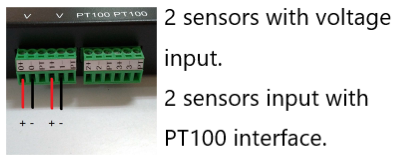 V V PT100 PT100
+ - + -
2 sensors with voltage
input.
2 sensors input with
PT100 interface.